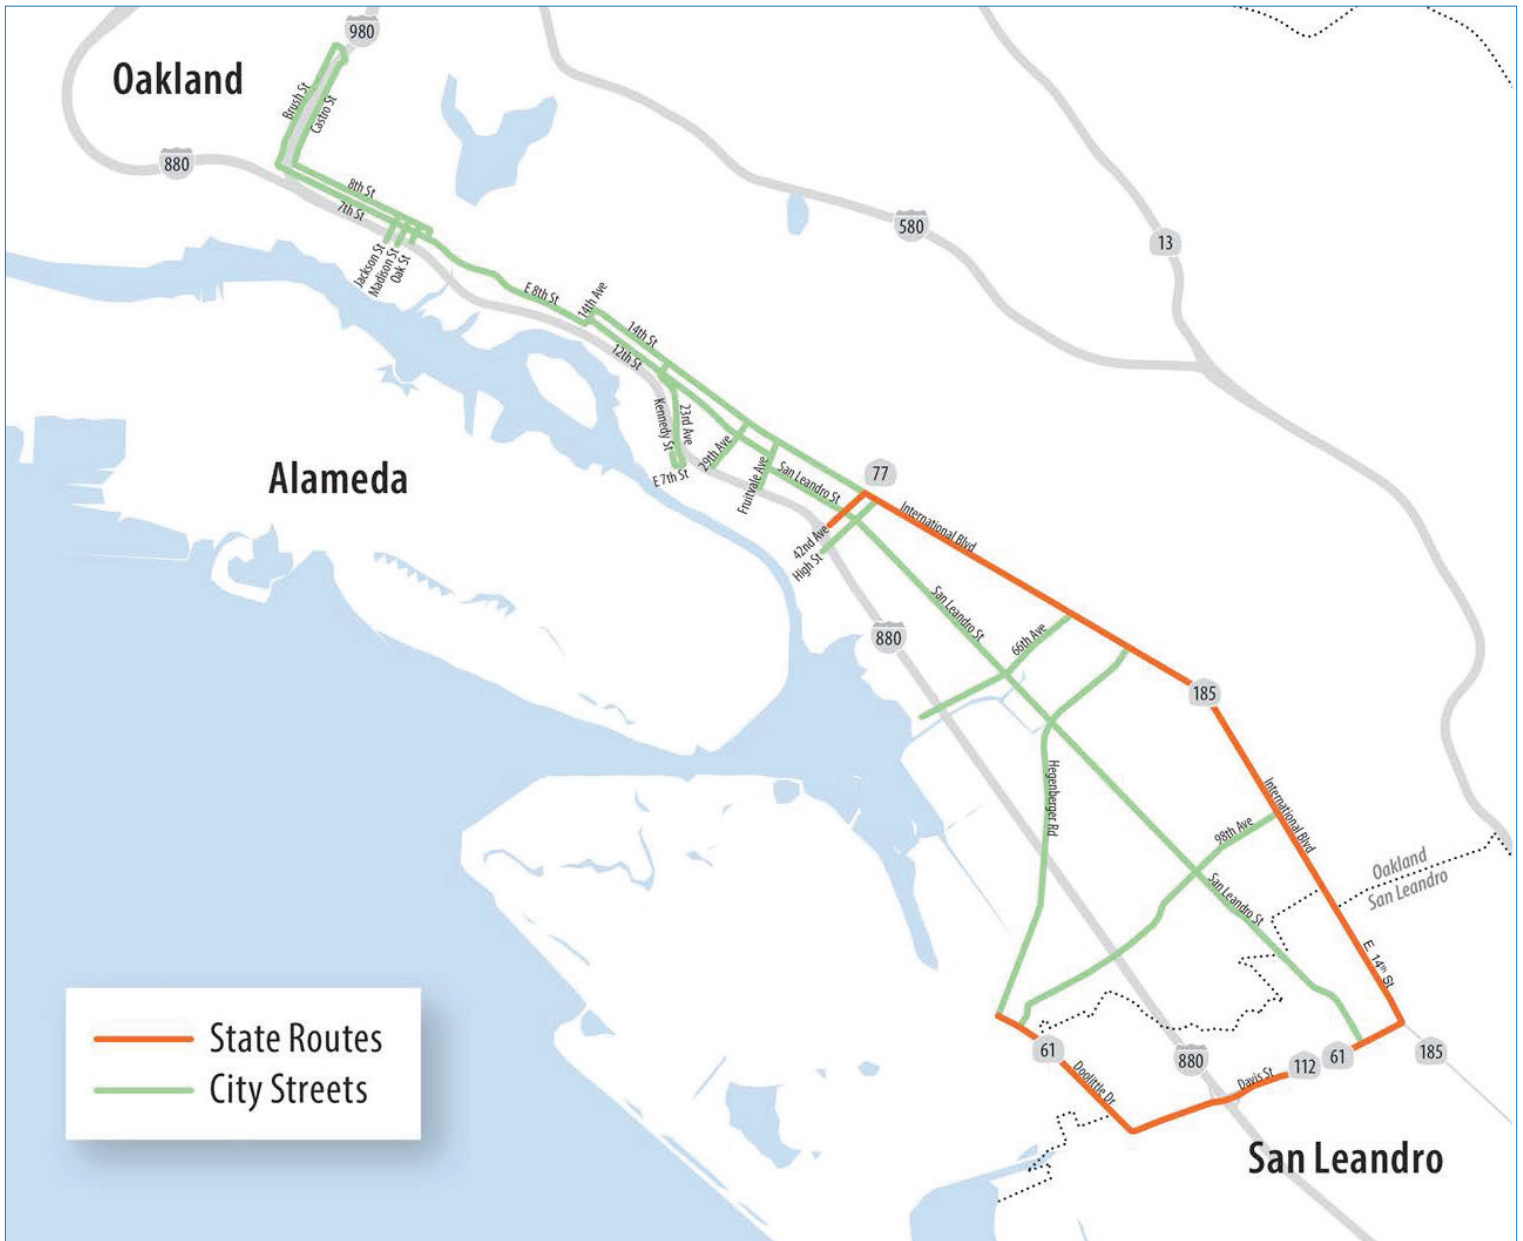 980
Oakland
Brush St
Castro St
880
8th St
7th St
580
13
Jackson St
Madison St
Oak St
E 8th St
14th Ave
14th St
12th St
Kennedy St
23rd Ave
29th Ave
E 7th St
Fruitvale Ave
San Leandro St
77
Alameda
International Blvd
42nd Ave
High St
San Leandro St
66th Ave
880
185
Hegenberger Rd
International Blvd
98th Ave
Oakland
San Leandro
San Leandro St
E 14th St
State Routes
City Streets
61
Doolittle Dr
880
Davis St
112
61
185
San Leandro